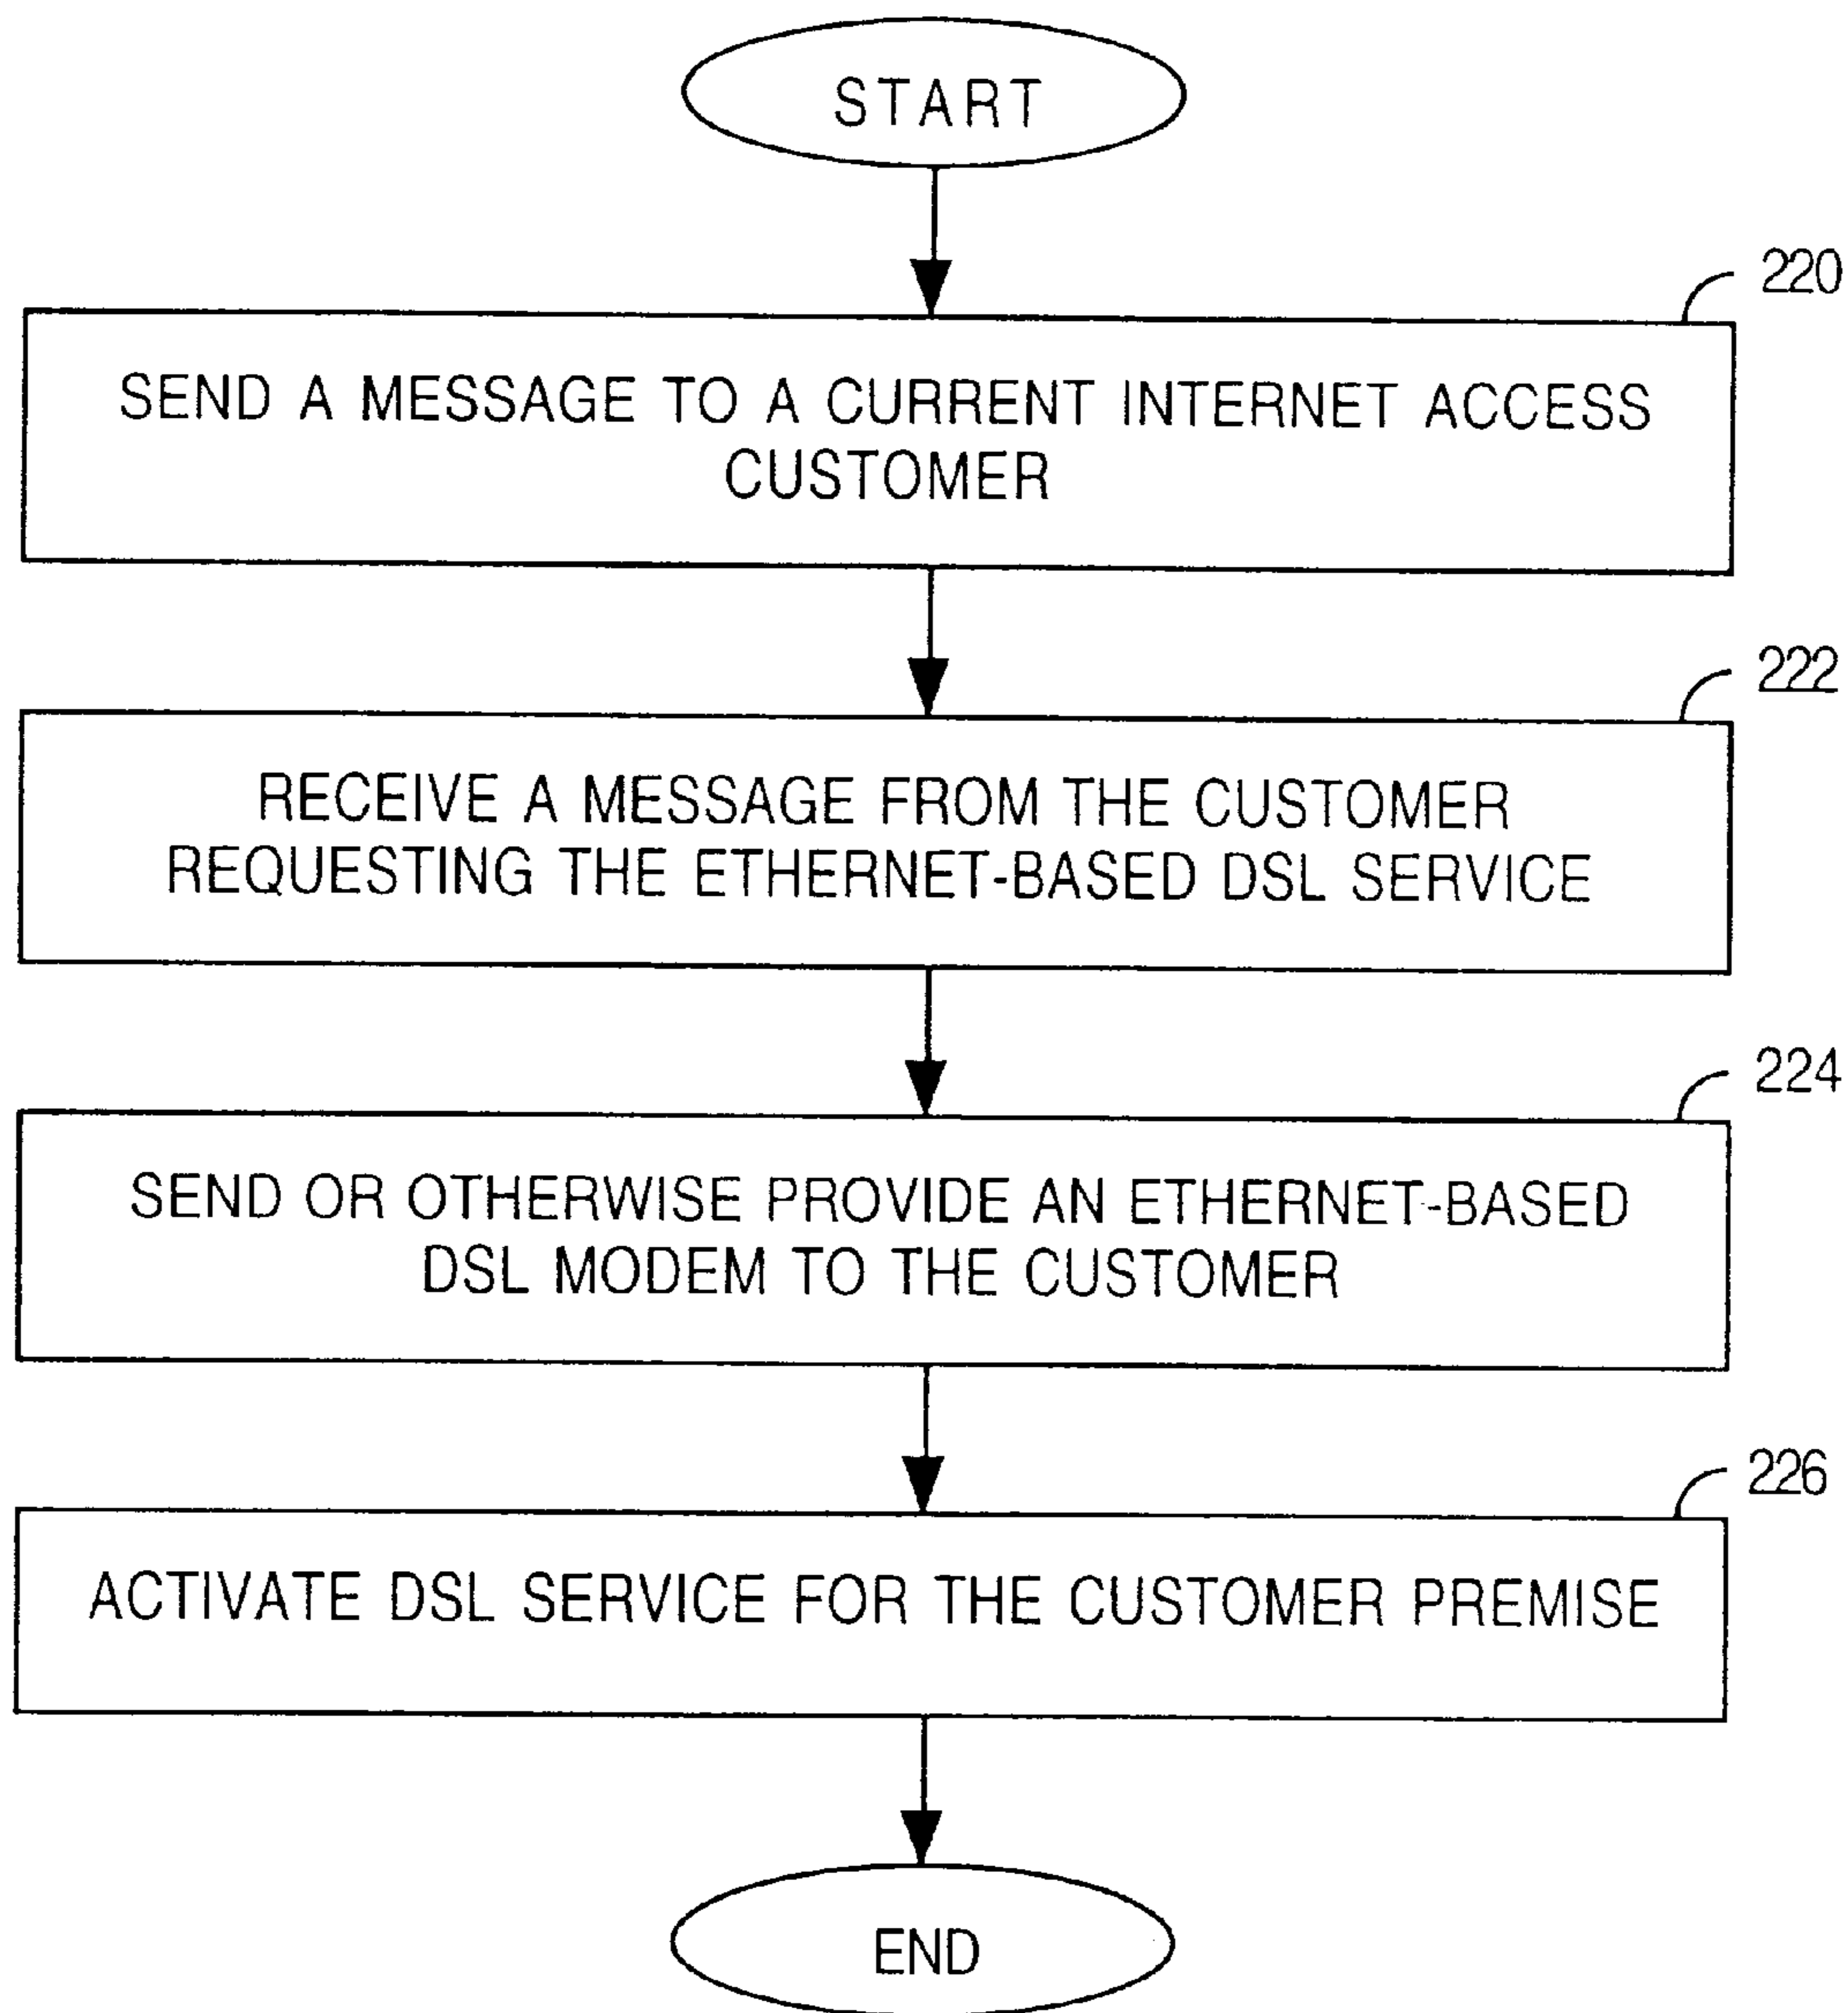 START
220
SEND A MESSAGE TO A CURRENT INTERNET ACCESS
CUSTOMER
222
RECEIVE A MESSAGE FROM THE CUSTOMER
REQUESTING THE ETHERNET-BASED DSL SERVICE
224
SEND OR OTHERWISE PROVIDE AN ETHERNET-BASED
DSL MODEM TO THE CUSTOMER
226
ACTIVATE DSL SERVICE FOR THE CUSTOMER PREMISE
END